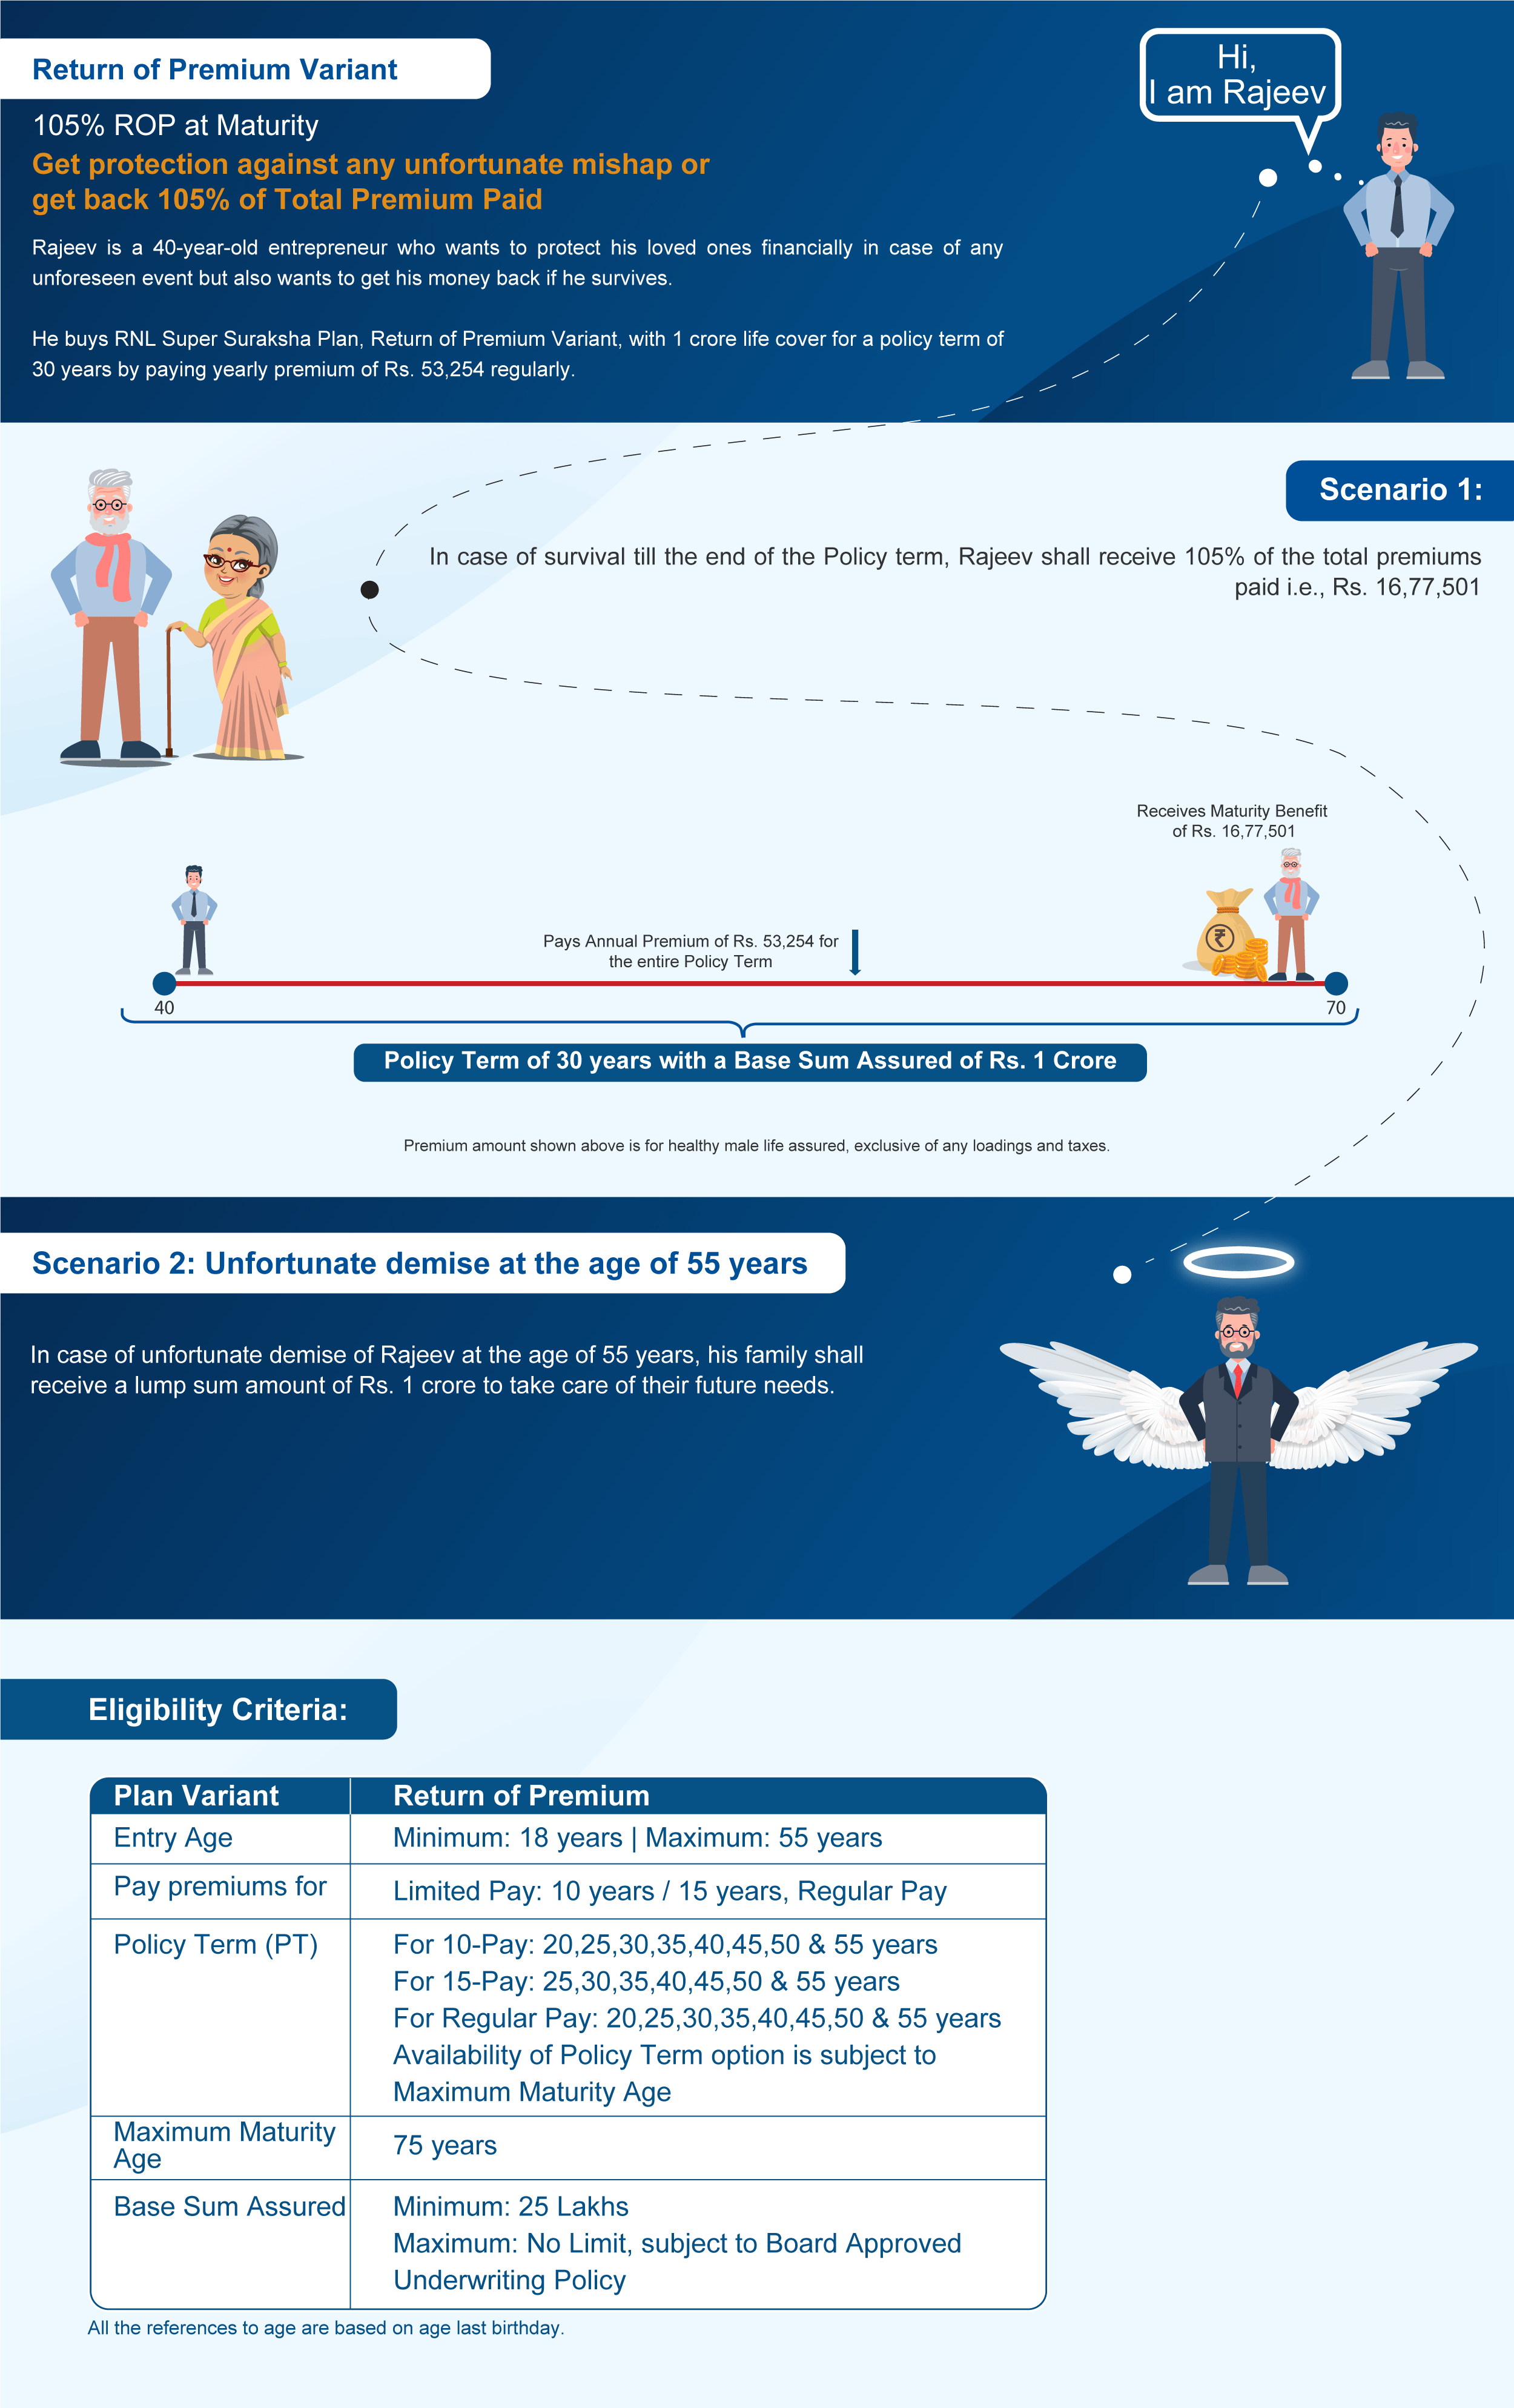 Return of Premium Variant
Hi,
I am Rajeev
105% ROP at Maturity
Get protection against any unfortunate mishap or
get back 105% of Total Premium Paid
Rajeev is a 40-year-old entrepreneur who wants to protect his loved ones financially in case of any
unforeseen event but also wants to get his money back if he survives.
He buys RNL Super Suraksha Plan, Return of Premium Variant, with 1 crore life cover for a policy term of
30 years by paying yearly premium of Rs. 53,254 regularly.
Scenario 1:
In case of survival till the end of the Policy term, Rajeev shall receive 105% of the total premiums
paid i.e., Rs. 16,77,501
Receives Maturity Benefit
of Rs. 16,77,501
₹
Pays Annual Premium of Rs. 53,254 for
the entire Policy Term
40
70
Policy Term of 30 years with a Base Sum Assured of Rs. 1 Crore
Premium amount shown above is for healthy male life assured, exclusive of any loadings and taxes.
Scenario 2: Unfortunate demise at the age of 55 years
In case of unfortunate demise of Rajeev at the age of 55 years, his family shall
receive a lump sum amount of Rs. 1 crore to take care of their future needs.
Eligibility Criteria:
Plan Variant
Return of Premium
Entry Age
Minimum: 18 years | Maximum: 55 years
Pay premiums for
Limited Pay: 10 years / 15 years, Regular Pay
Policy Term (PT)
For 10-Pay: 20,25,30,35,40,45,50 & 55 years
For 15-Pay: 25,30,35,40,45,50 & 55 years
For Regular Pay: 20,25,30,35,40,45,50 & 55 years
Availability of Policy Term option is subject to
Maximum Maturity Age
Maximum Maturity
Age
75 years
Base Sum Assured
Minimum: 25 Lakhs
Maximum: No Limit, subject to Board Approved
Underwriting Policy
All the references to age are based on age last birthday.